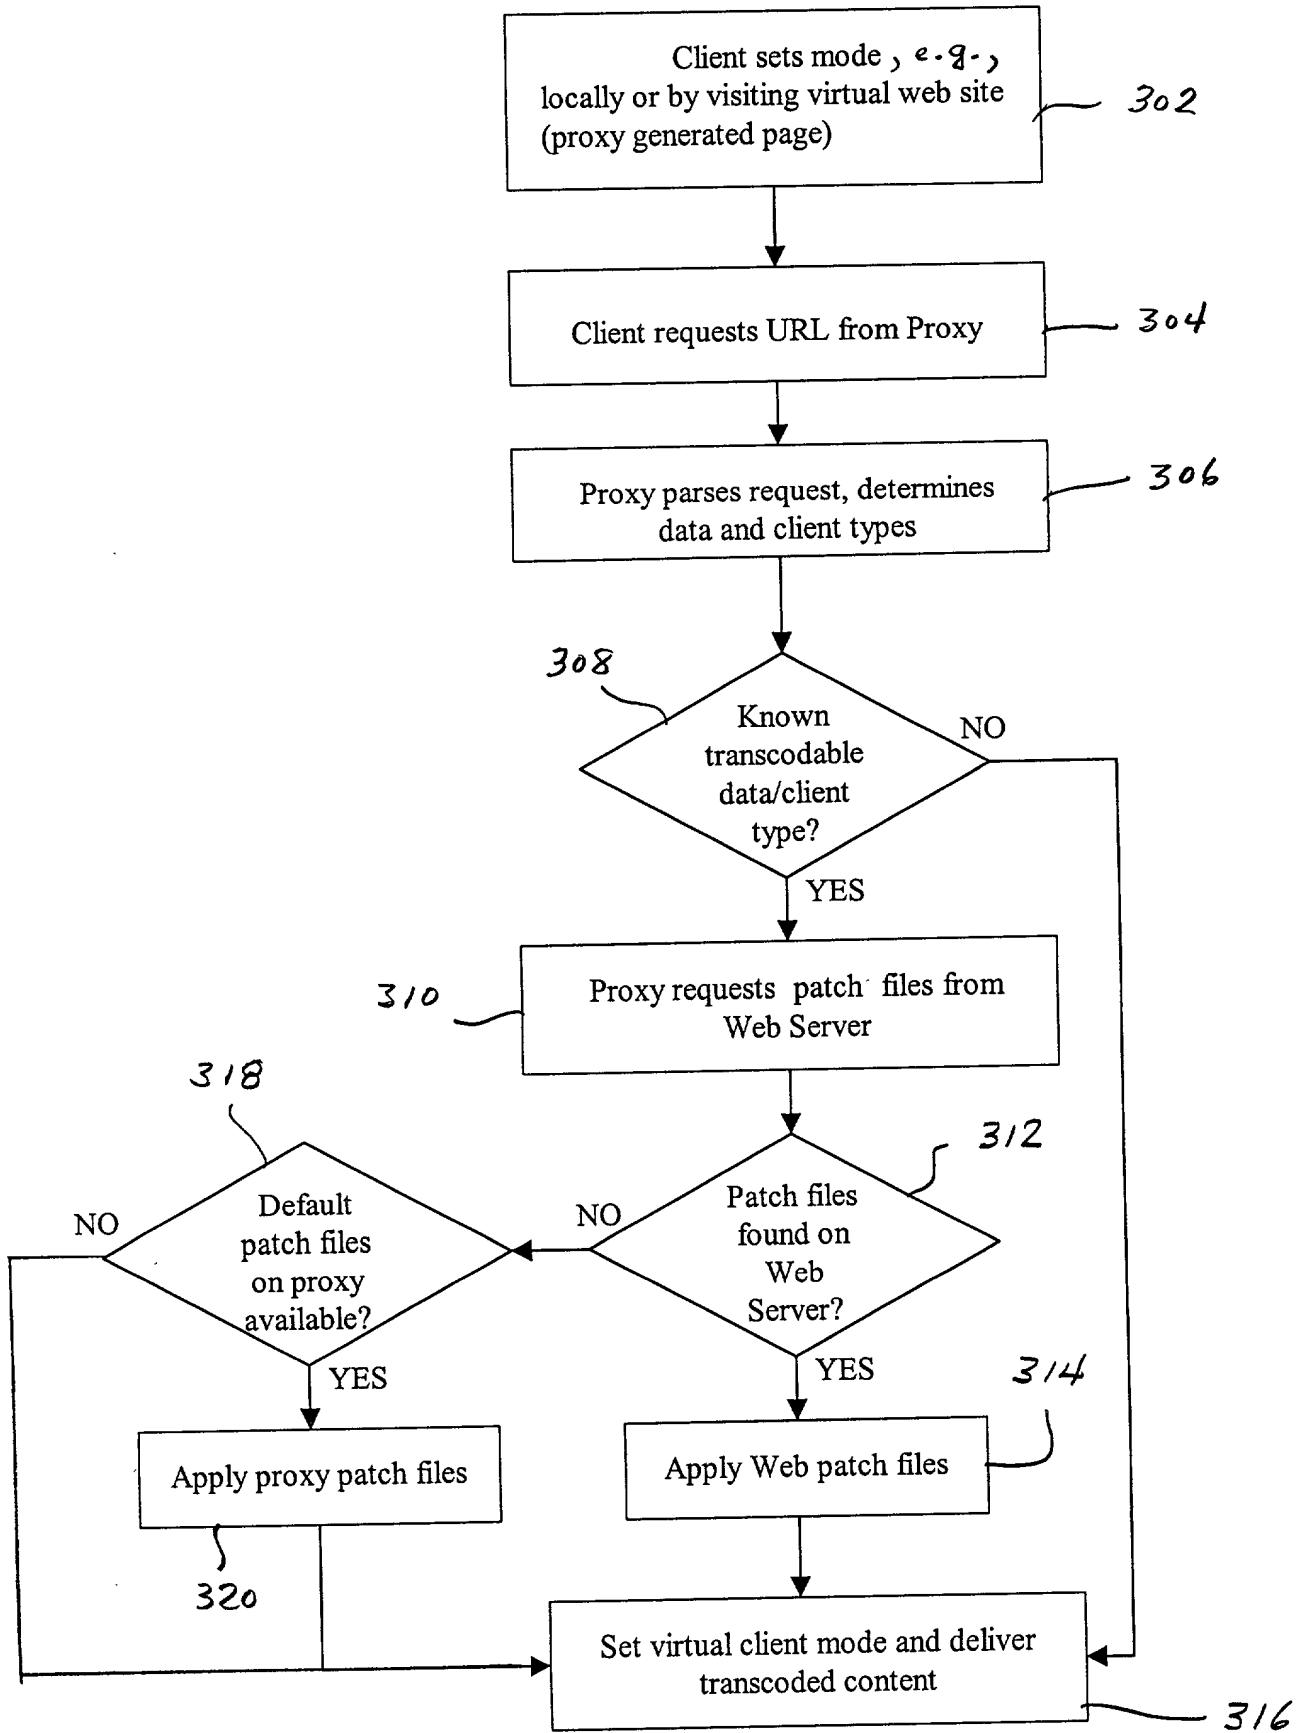 Client sets mode , e.g.,
locally or by visiting virtual web site
(proxy generated page)
302
Client requests URL from Proxy
304
Proxy parses request, determines
data and client types
306
308
Known
transcodable
data/client
type?
NO
YES
310
Proxy requests patch files from
Web Server
318
312
Default
patch files
on proxy
available?
NO
YES
Patch files
found on
Web
Server?
NO
YES
314
Apply proxy patch files
Apply Web patch files
320
Set virtual client mode and deliver
transcoded content
316